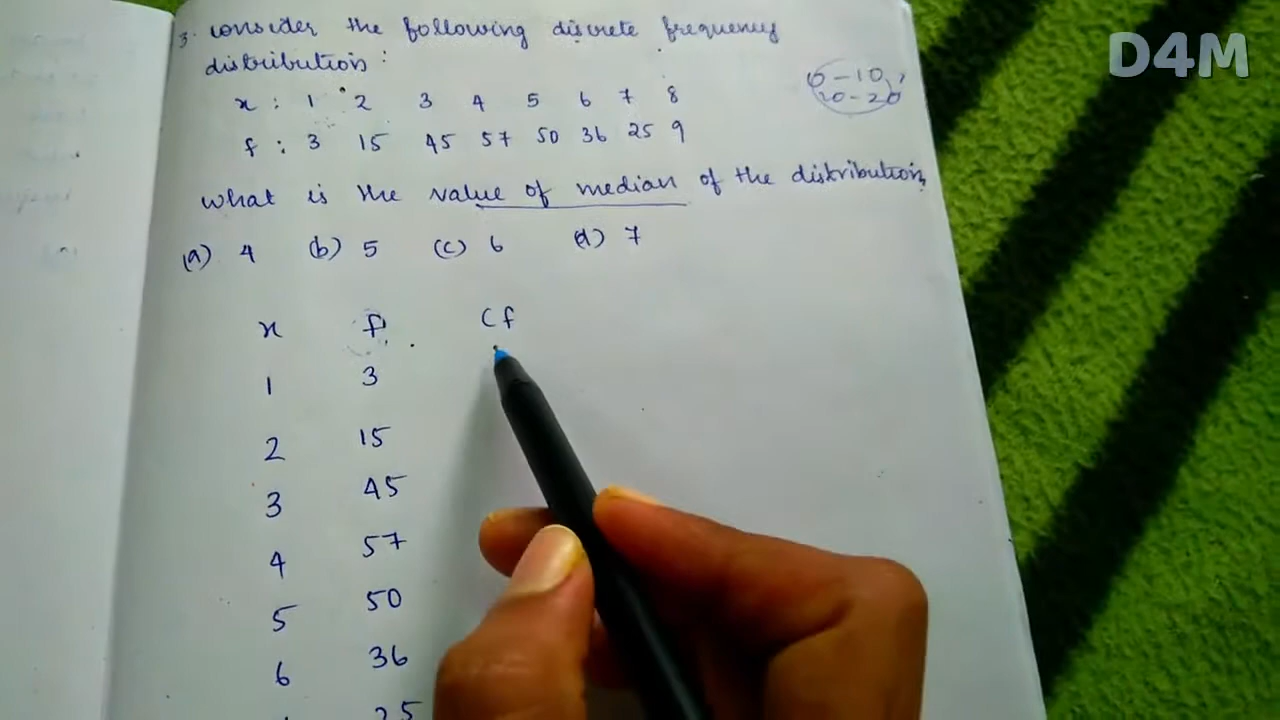 D4M
3. consider the following discrete frequency
distribution :
x : 1 2 3 4 5 6 7 8
f : 3 15 45 57 50 36 25 9
0-10,
10-20
what is the value of median of the distribution,
(a) 4 (b) 5 (c) 6 (d) 7
x f Cf
1 3
2 15
3 45
4 57
5 50
6 36
25